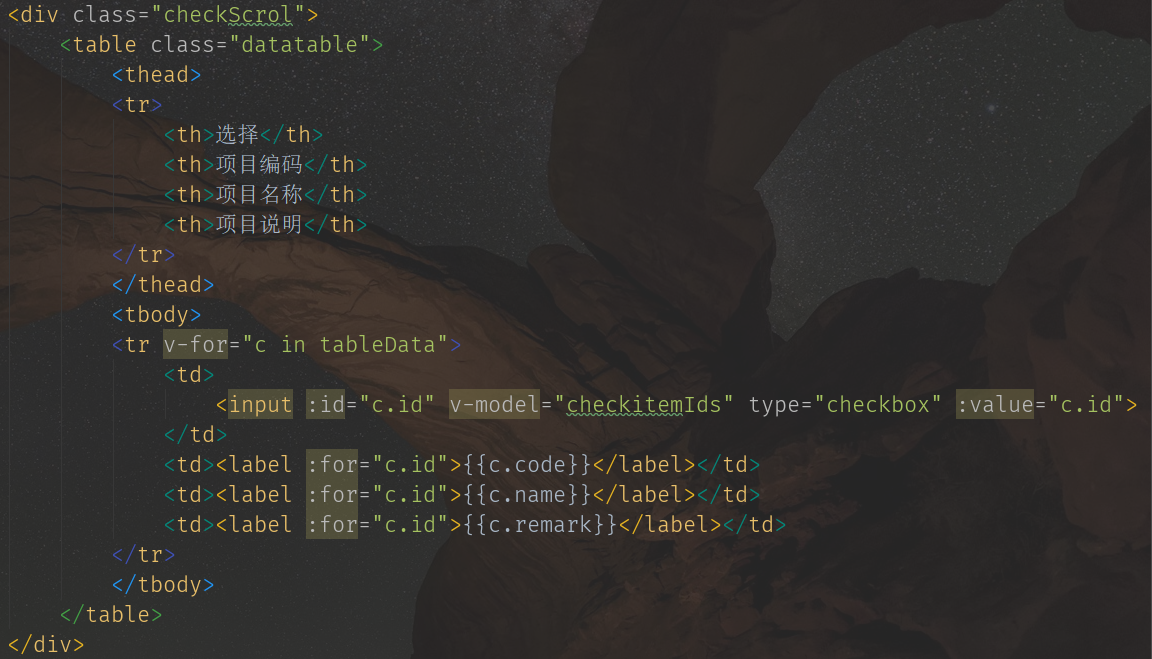 <div class="checkScrol">
    <table class="datatable">
        <thead>
        <tr>
            <th>选择</th>
            <th>项目编码</th>
            <th>项目名称</th>
            <th>项目说明</th>
        </tr>
        </thead>
        <tbody>
        <tr v-for="c in tableData">
            <td>
                <input :id="c.id" v-model="checkitemIds" type="checkbox" :value="c.id">
            </td>
            <td><label :for="c.id">{{c.code}}</label></td>
            <td><label :for="c.id">{{c.name}}</label></td>
            <td><label :for="c.id">{{c.remark}}</label></td>
        </tr>
        </tbody>
    </table>
</div>